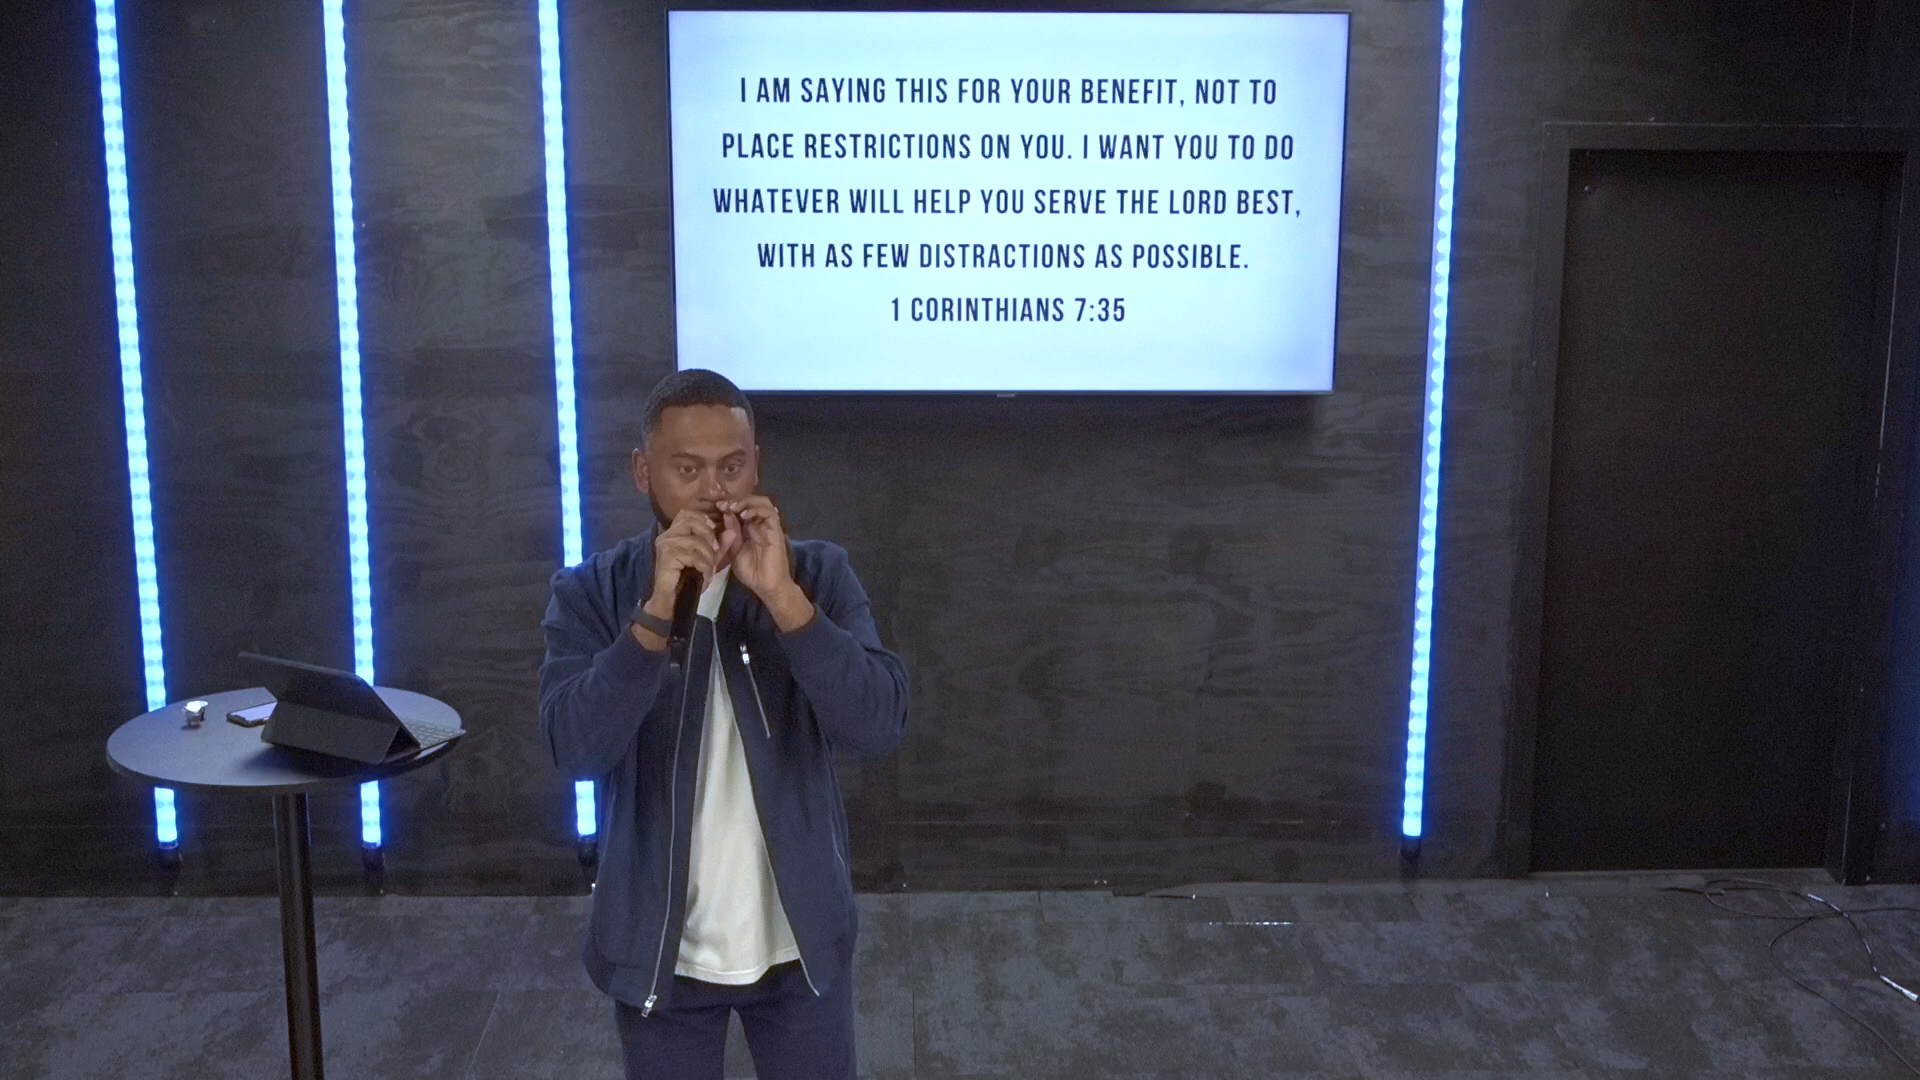 I AM SAYING THIS FOR YOUR BENEFIT, NOT TO
PLACE RESTRICTIONS ON YOU. I WANT YOU TO DO
WHATEVER WILL HELP YOU SERVE THE LORD BEST,
WITH AS FEW DISTRACTIONS AS POSSIBLE.
1 CORINTHIANS 7:35